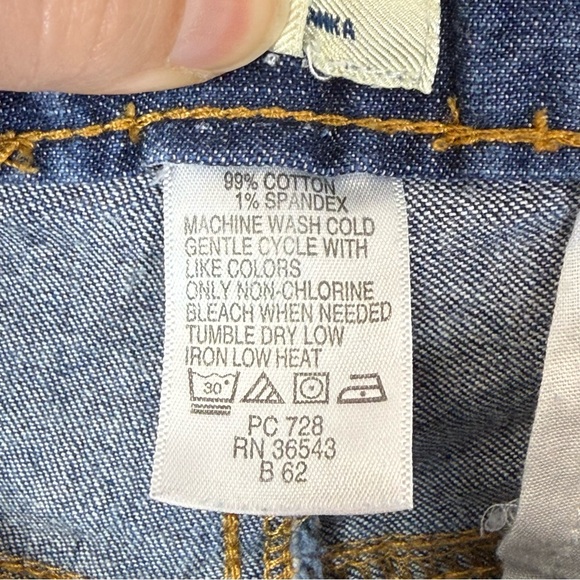 99% COTTON
1% SPANDEX
MACHINE WASH COLD
GENTLE CYCLE WITH
LIKE COLORS
ONLY NON-CHLORINE
BLEACH WHEN NEEDED
TUMBLE DRY LOW
IRON LOW HEAT
30°
PC 728
RN 36543
B 62